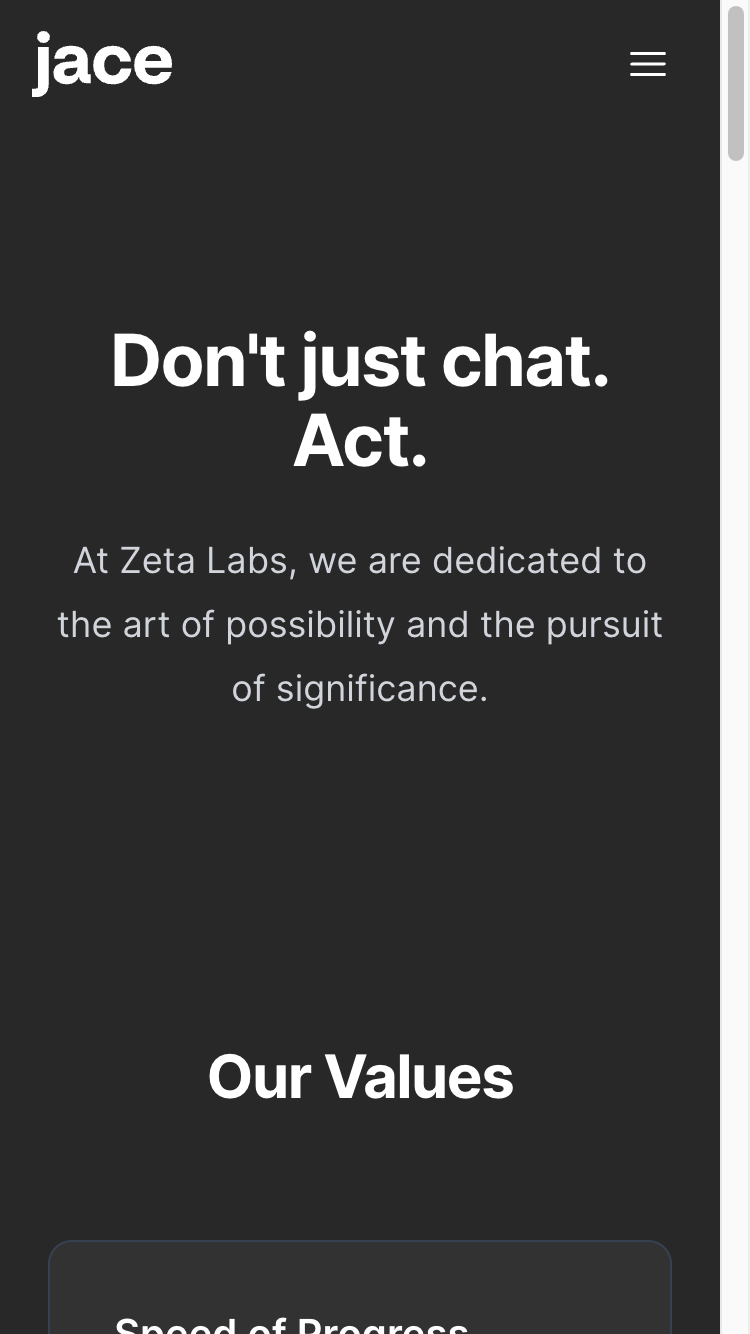 jace
Don't just chat.
Act.
At Zeta Labs, we are dedicated to
the art of possibility and the pursuit
of significance.
Our Values
Speed of Progress